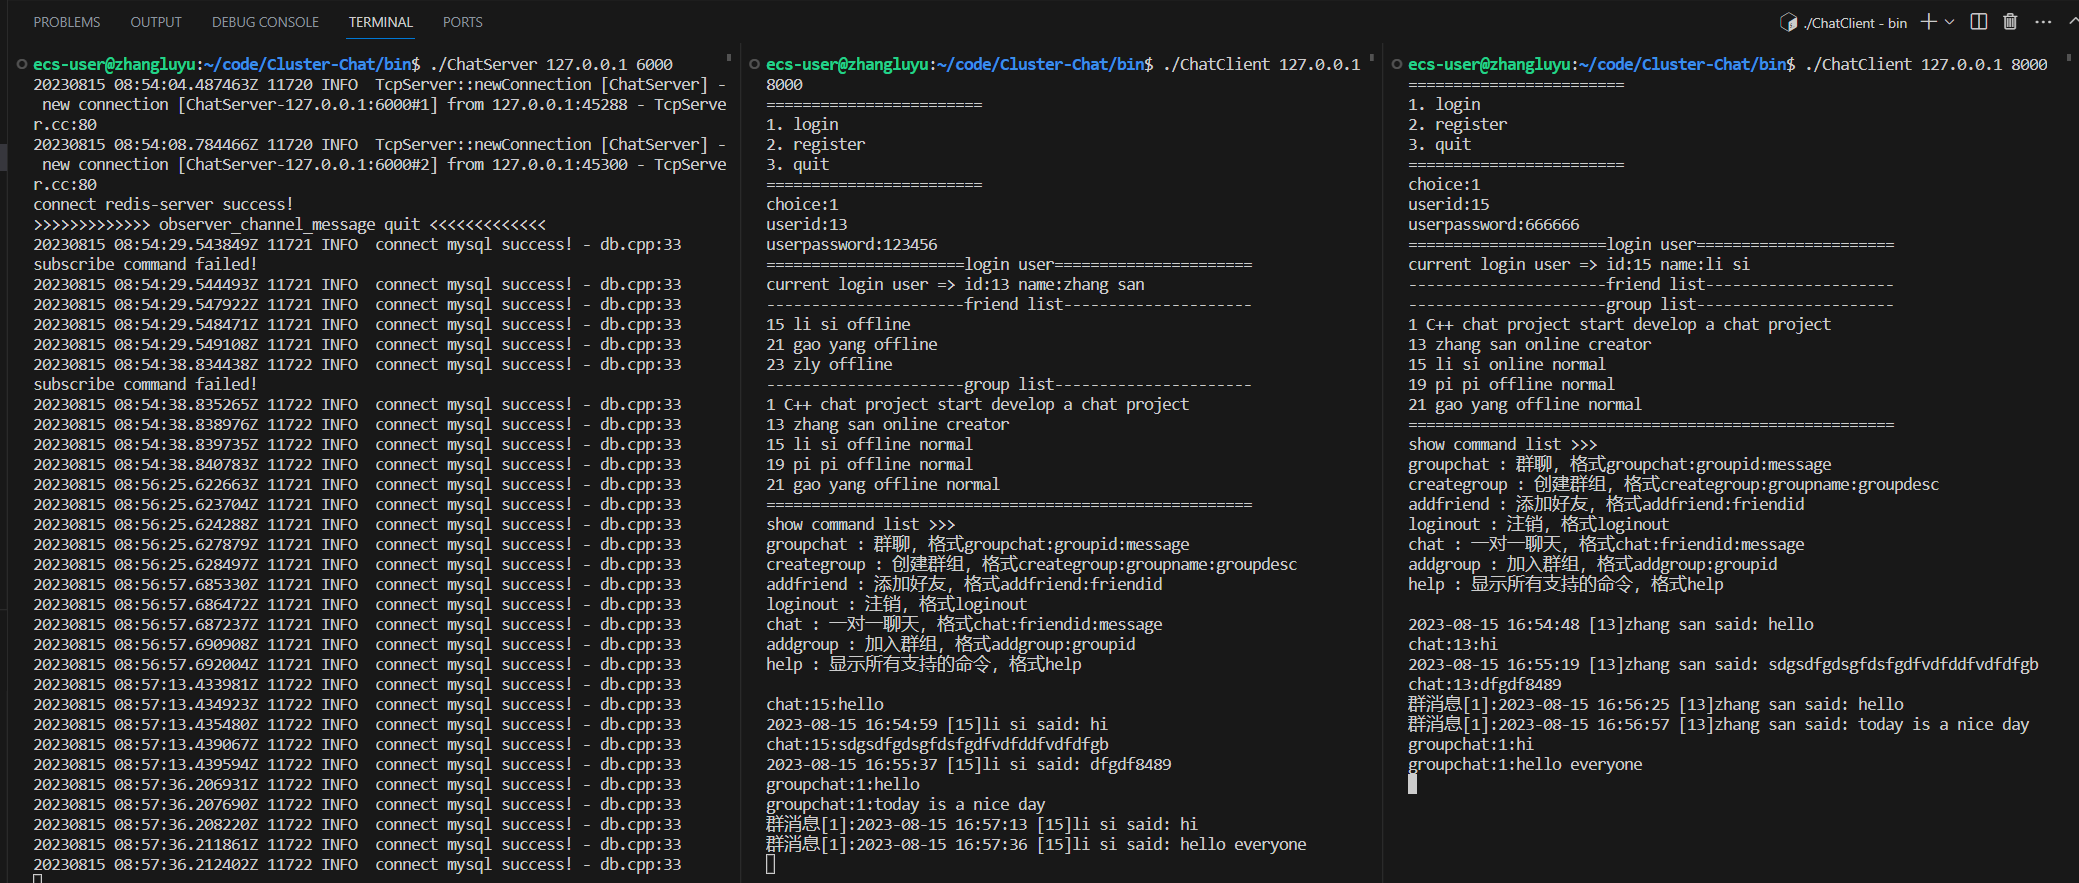 PROBLEMS OUTPUT DEBUG CONSOLE TERMINAL PORTS
./ChatClient - bin
ecs-user@zhangluyu:~/code/Cluster-Chat/bin$ ./ChatServer 127.0.0.1 6000
20230815 08:54:04.487463Z 11720 INFO  TcpServer::newConnection [ChatServer] -
new connection [ChatServer-127.0.0.1:6000#1] from 127.0.0.1:45288 - TcpServe
r.cc:80
20230815 08:54:08.784466Z 11720 INFO  TcpServer::newConnection [ChatServer] -
new connection [ChatServer-127.0.0.1:6000#2] from 127.0.0.1:45300 - TcpServe
r.cc:80
connect redis-server success!
>>>>>>>>>>>>> observer_channel_message quit <<<<<<<<<<<<<
20230815 08:54:29.543849Z 11721 INFO  connect mysql success! - db.cpp:33
subscribe command failed!
20230815 08:54:29.544493Z 11721 INFO  connect mysql success! - db.cpp:33
20230815 08:54:29.547922Z 11721 INFO  connect mysql success! - db.cpp:33
20230815 08:54:29.548471Z 11721 INFO  connect mysql success! - db.cpp:33
20230815 08:54:29.549108Z 11721 INFO  connect mysql success! - db.cpp:33
20230815 08:54:38.834438Z 11722 INFO  connect mysql success! - db.cpp:33
subscribe command failed!
20230815 08:54:38.835265Z 11722 INFO  connect mysql success! - db.cpp:33
20230815 08:54:38.838976Z 11722 INFO  connect mysql success! - db.cpp:33
20230815 08:54:38.839735Z 11722 INFO  connect mysql success! - db.cpp:33
20230815 08:54:38.840783Z 11722 INFO  connect mysql success! - db.cpp:33
20230815 08:56:25.622663Z 11721 INFO  connect mysql success! - db.cpp:33
20230815 08:56:25.623704Z 11721 INFO  connect mysql success! - db.cpp:33
20230815 08:56:25.624288Z 11721 INFO  connect mysql success! - db.cpp:33
20230815 08:56:25.627879Z 11721 INFO  connect mysql success! - db.cpp:33
20230815 08:56:25.628497Z 11721 INFO  connect mysql success! - db.cpp:33
20230815 08:56:57.685330Z 11721 INFO  connect mysql success! - db.cpp:33
20230815 08:56:57.686472Z 11721 INFO  connect mysql success! - db.cpp:33
20230815 08:56:57.687237Z 11721 INFO  connect mysql success! - db.cpp:33
20230815 08:56:57.690908Z 11721 INFO  connect mysql success! - db.cpp:33
20230815 08:56:57.692004Z 11721 INFO  connect mysql success! - db.cpp:33
20230815 08:57:13.433981Z 11722 INFO  connect mysql success! - db.cpp:33
20230815 08:57:13.434923Z 11722 INFO  connect mysql success! - db.cpp:33
20230815 08:57:13.435480Z 11722 INFO  connect mysql success! - db.cpp:33
20230815 08:57:13.439067Z 11722 INFO  connect mysql success! - db.cpp:33
20230815 08:57:13.439594Z 11722 INFO  connect mysql success! - db.cpp:33
20230815 08:57:36.206931Z 11722 INFO  connect mysql success! - db.cpp:33
20230815 08:57:36.207690Z 11722 INFO  connect mysql success! - db.cpp:33
20230815 08:57:36.208220Z 11722 INFO  connect mysql success! - db.cpp:33
20230815 08:57:36.211861Z 11722 INFO  connect mysql success! - db.cpp:33
20230815 08:57:36.212402Z 11722 INFO  connect mysql success! - db.cpp:33
ecs-user@zhangluyu:~/code/Cluster-Chat/bin$ ./ChatClient 127.0.0.1
8000
========================
1. login
2. register
3. quit
========================
choice:1
userid:13
userpassword:123456
======================login user======================
current login user => id:13 name:zhang san
----------------------friend list---------------------
15 li si offline
21 gao yang offline
23 zly offline
----------------------group list----------------------
1 C++ chat project start develop a chat project
13 zhang san online creator
15 li si offline normal
19 pi pi offline normal
21 gao yang offline normal
======================================================
show command list >>>
groupchat : 群聊，格式groupchat:groupid:message
creategroup : 创建群组，格式creategroup:groupname:groupdesc
addfriend : 添加好友，格式addfriend:friendid
loginout : 注销，格式loginout
chat : 一对一聊天，格式chat:friendid:message
addgroup : 加入群组，格式addgroup:groupid
help : 显示所有支持的命令，格式help
chat:15:hello
2023-08-15 16:54:59 [15]li si said: hi
chat:15:sdgsdfgdsgfdsfgdfvdfddfvdfdfgb
2023-08-15 16:55:37 [15]li si said: dfgdf8489
groupchat:1:hello
groupchat:1:today is a nice day
群消息[1]:2023-08-15 16:57:13 [15]li si said: hi
群消息[1]:2023-08-15 16:57:36 [15]li si said: hello everyone
ecs-user@zhangluyu:~/code/Cluster-Chat/bin$ ./ChatClient 127.0.0.1 8000
========================
1. login
2. register
3. quit
========================
choice:1
userid:15
userpassword:666666
======================login user======================
current login user => id:15 name:li si
----------------------friend list---------------------
----------------------group list----------------------
1 C++ chat project start develop a chat project
13 zhang san online creator
15 li si online normal
19 pi pi offline normal
21 gao yang offline normal
======================================================
show command list >>>
groupchat : 群聊，格式groupchat:groupid:message
creategroup : 创建群组，格式creategroup:groupname:groupdesc
addfriend : 添加好友，格式addfriend:friendid
loginout : 注销，格式loginout
chat : 一对一聊天，格式chat:friendid:message
addgroup : 加入群组，格式addgroup:groupid
help : 显示所有支持的命令，格式help
2023-08-15 16:54:48 [13]zhang san said: hello
chat:13:hi
2023-08-15 16:55:19 [13]zhang san said: sdgsdfgdsgfdsfgdfvdfddfvdfdfgb
chat:13:dfgdf8489
群消息[1]:2023-08-15 16:56:25 [13]zhang san said: hello
群消息[1]:2023-08-15 16:56:57 [13]zhang san said: today is a nice day
groupchat:1:hi
groupchat:1:hello everyone